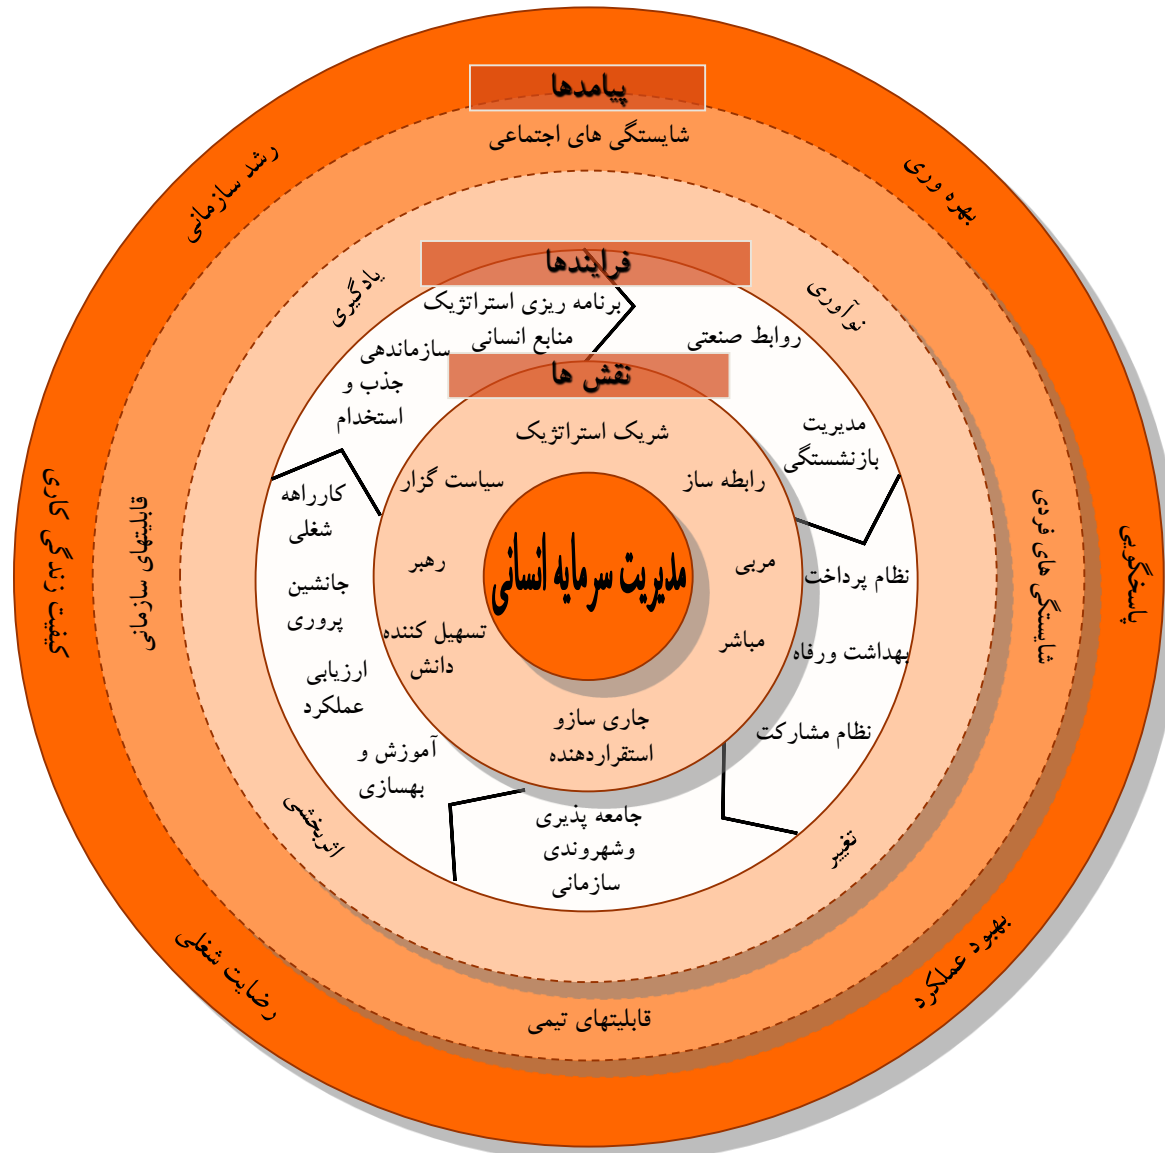 پیامدها
شایستگی های اجتماعی
بهره وری
رشد سازمانی
فرایندها
نوآوری
یادگیری
برنامه ریزی استراتژیک
منابع انسانی
روابط صنعتی
سازماندهی
جذب و
استخدام
نقش ها
شریک استراتژیک
مدیریت
بازنشستگی
رابطه ساز
سیاست گزار
کارراهه
شغلی
مدیریت سرمایه انسانی
مربی
رهبر
نظام پرداخت
جانشین
پروری
شایستگی های فردی
پاسخگویی
قابلیتهای سازمانی
کیفیت زندگی کاری
مباشر
تسهیل کننده
دانش
بهداشت ورفاه
ارزیابی
عملکرد
جاری سازو
استقراردهنده
نظام مشارکت
آموزش و
بهسازی
جامعه پذیری
وشهروندی
سازمانی
تغییر
اثربخشی
بهبود عملکرد
رضایت شغلی
قابلیتهای تیمی